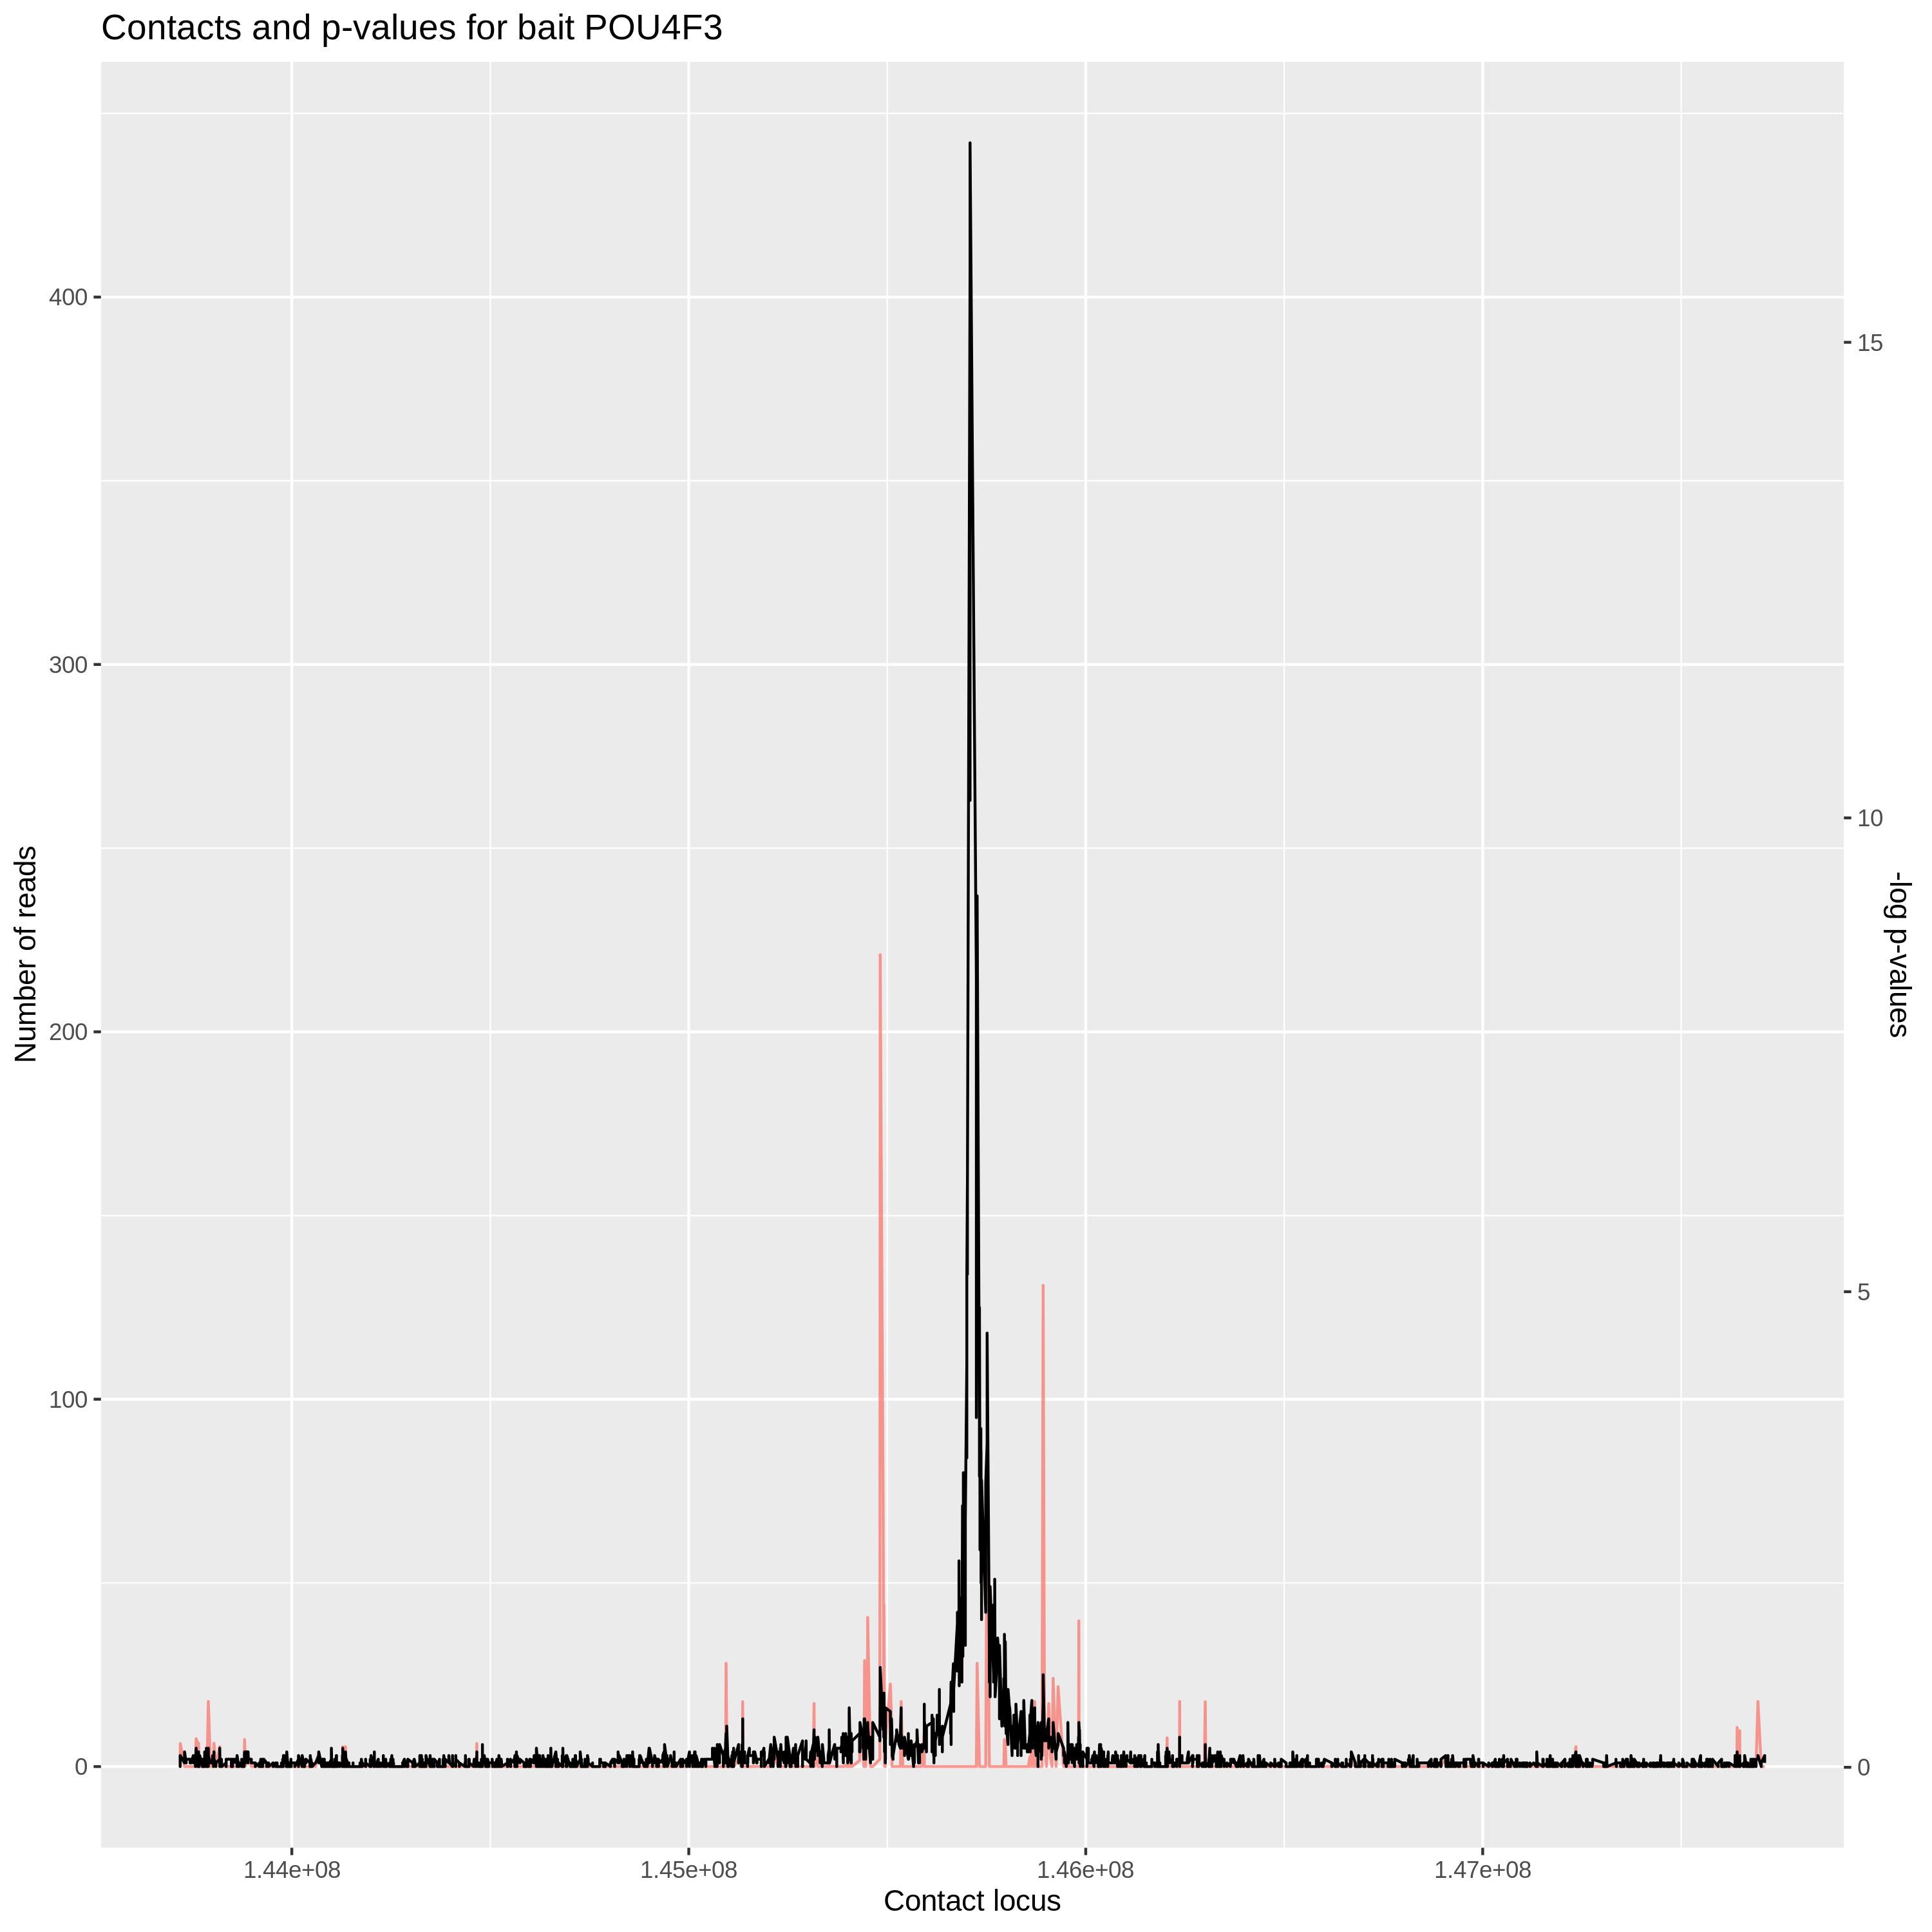 Contacts and p-values for bait POU4F3
400
300
200
100
0
Number of reads
15
10
5
0
-log p-values
1.44e+08
1.45e+08
1.46e+08
1.47e+08
Contact locus